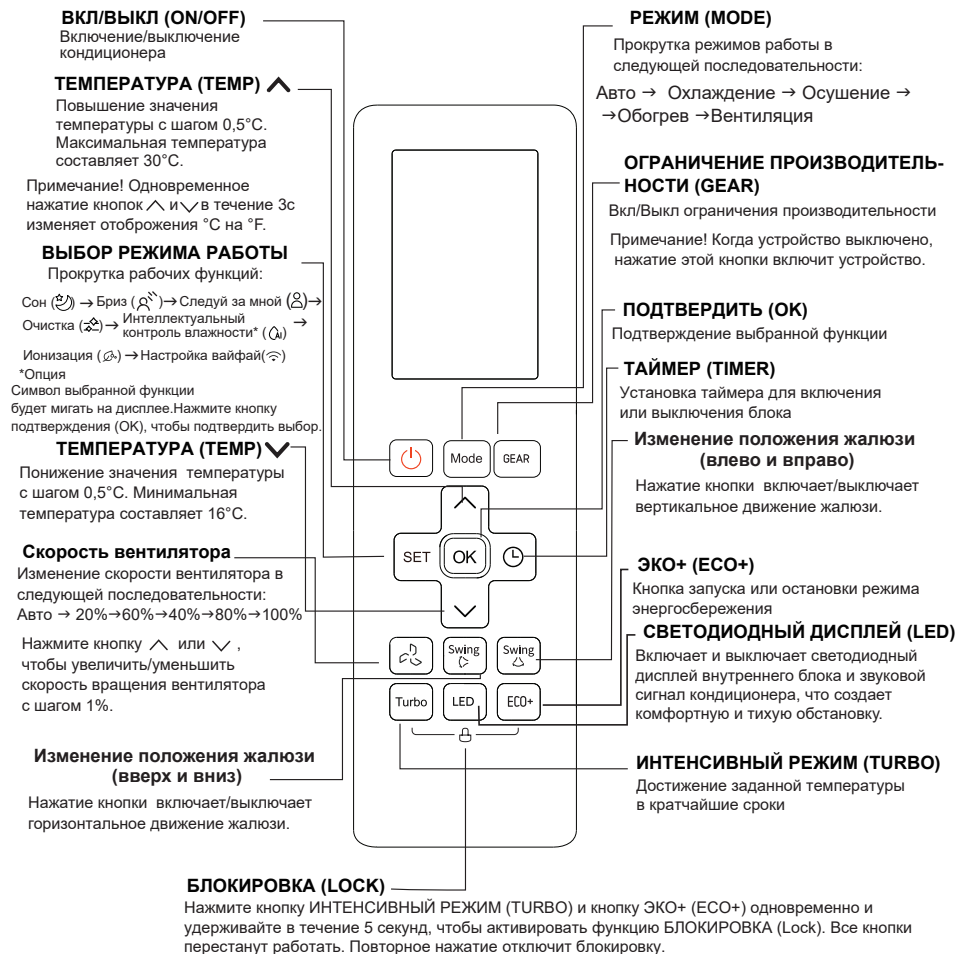 ВКЛ/ВЫКЛ (ON/OFF)
Включение/выключение
кондиционера
ТЕМПЕРАТУРА (TEMP)
Повышение значения
температуры с шагом 0,5°C.
Максимальная температура
составляет 30°C.
Примечание! Одновременное
нажатие кнопок и в течение 3с
изменяет отоброжения °C на °F.
ВЫБОР РЕЖИМА РАБОТЫ
Прокрутка рабочих функций:
Сон () → Бриз () → Следуй за мной () →
Очистка () → Интеллектуальный
контроль влажности* () →
Ионизация () → Настройка вайфай()
*Опция
Символ выбранной функции
будет мигать на дисплее.Нажмите кнопку
подтверждения (OK), чтобы подтвердить выбор.
ТЕМПЕРАТУРА (TEMP)
Понижение значения температуры
с шагом 0,5°C. Минимальная
температура составляет 16°C.
Скорость вентилятора
Изменение скорости вентилятора в
следующей последовательности:
Авто → 20%→60%→40%→80%→100%
Нажмите кнопку или ,
чтобы увеличить/уменьшить
скорость вращения вентилятора
с шагом 1%.
Изменение положения жалюзи
(вверх и вниз)
Нажатие кнопки включает/выключает
горизонтальное движение жалюзи.
Mode
GEAR
SET
OK
Swing
Swing
Turbo
LED
ECO+
РЕЖИМ (MODE)
Прокрутка режимов работы в
следующей последовательности:
Авто → Охлаждение → Осушение →
→Обогрев →Вентиляция
ОГРАНИЧЕНИЕ ПРОИЗВОДИТЕЛЬ-
НОСТИ (GEAR)
Вкл/Выкл ограничения производительности
Примечание! Когда устройство выключено,
нажатие этой кнопки включит устройство.
ПОДТВЕРДИТЬ (OK)
Подтверждение выбранной функции
ТАЙМЕР (TIMER)
Установка таймера для включения
или выключения блока
Изменение положения жалюзи
(влево и вправо)
Нажатие кнопки включает/выключает
вертикальное движение жалюзи.
ЭКО+ (ECO+)
Кнопка запуска или остановки режима
энергосбережения
СВЕТОДИОДНЫЙ ДИСПЛЕЙ (LED)
Включает и выключает светодиодный
дисплей внутреннего блока и звуковой
сигнал кондиционера, что создает
комфортную и тихую обстановку.
ИНТЕНСИВНЫЙ РЕЖИМ (TURBO)
Достижение заданной температуры
в кратчайшие сроки
БЛОКИРОВКА (LOCK)
Нажмите кнопку ИНТЕНСИВНЫЙ РЕЖИМ (TURBO) и кнопку ЭКО+ (ECO+) одновременно и
удерживайте в течение 5 секунд, чтобы активировать функцию БЛОКИРОВКА (Lock). Все кнопки
перестанут работать. Повторное нажатие отключит блокировку.